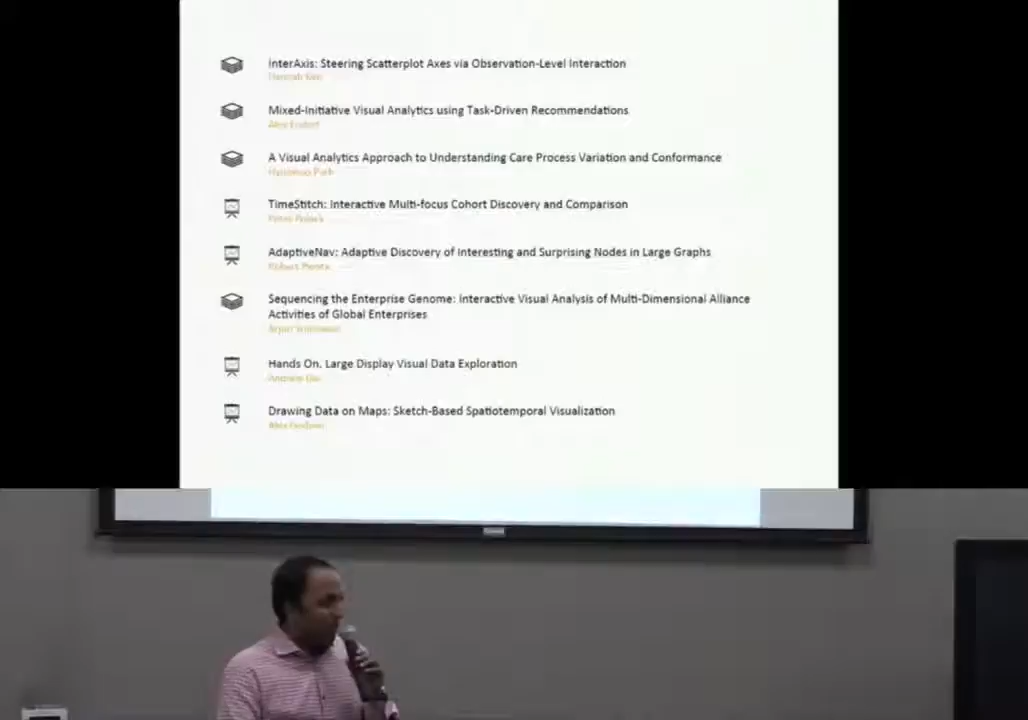 InterAxis: Steering Scatterplot Axes via Observation-Level Interaction
Mixed-Initiative Visual Analytics using Task-Driven Recommendations
A Visual Analytics Approach to Understanding Care Process Variation and Conformance
TimeStitch: Interactive Multi-focus Cohort Discovery and Comparison
AdaptiveNav: Adaptive Discovery of Interesting and Surprising Nodes in Large Graphs
Sequencing the Enterprise Genome: Interactive Visual Analysis of Multi-Dimensional Alliance
Activities of Global Enterprises
Hands On, Large Display Visual Data Exploration
Drawing Data on Maps: Sketch-Based Spatiotemporal Visualization